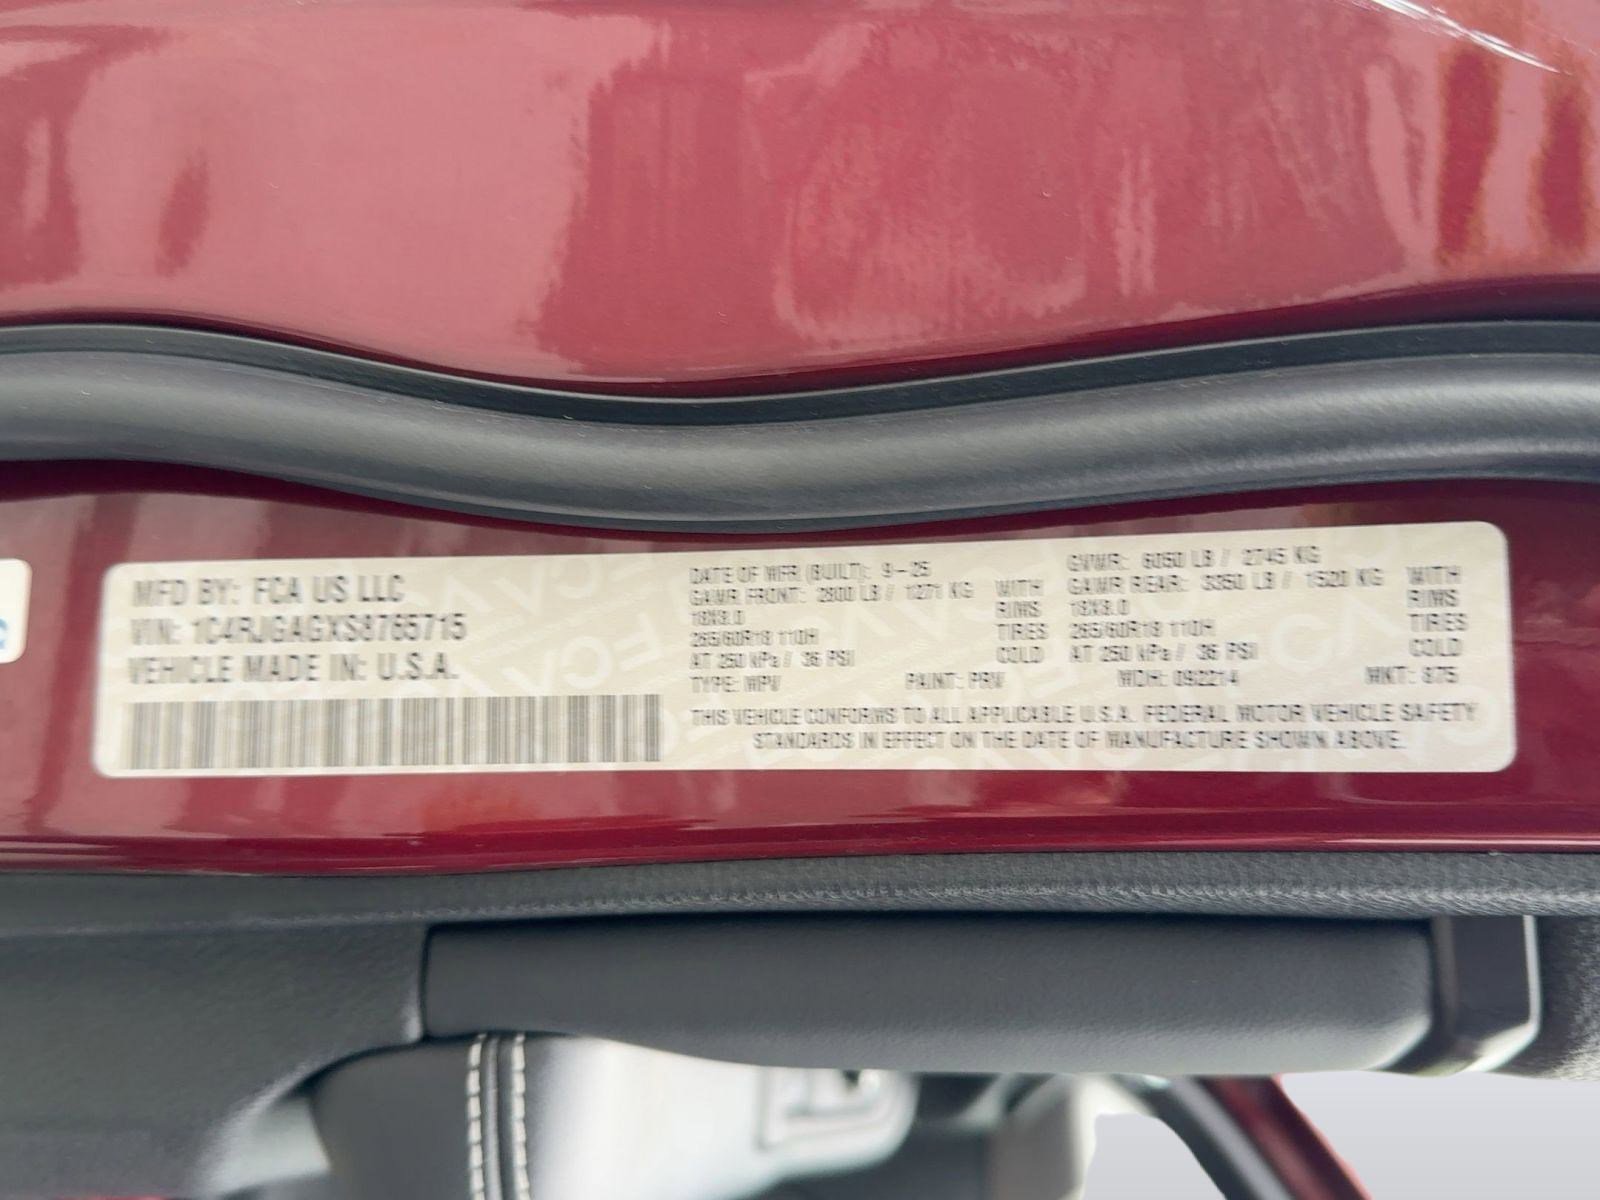 MFD BY: FCA US LLC
VIN: 1C4RJGAGXS8765715
VEHICLE MADE IN: U.S.A.
DATE OF MFR (BUILT): 9-25
GAWR FRONT: 2800 LB / 1271 KG WITH
18X8.0 RIMS
265/60R18 110H TIRES
AT 250 kPa / 36 PSI COLD
GVWR: 6050 LB / 2745 KG
GAWR REAR: 3350 LB / 1520 KG WITH
18X8.0 RIMS
265/60R18 110H TIRES
AT 250 kPa / 36 PSI COLD
TYPE: MPV PAINT: PRV MDH: 092214 MKT: 875
THIS VEHICLE CONFORMS TO ALL APPLICABLE U.S.A. FEDERAL MOTOR VEHICLE SAFETY
STANDARDS IN EFFECT ON THE DATE OF MANUFACTURE SHOWN ABOVE.